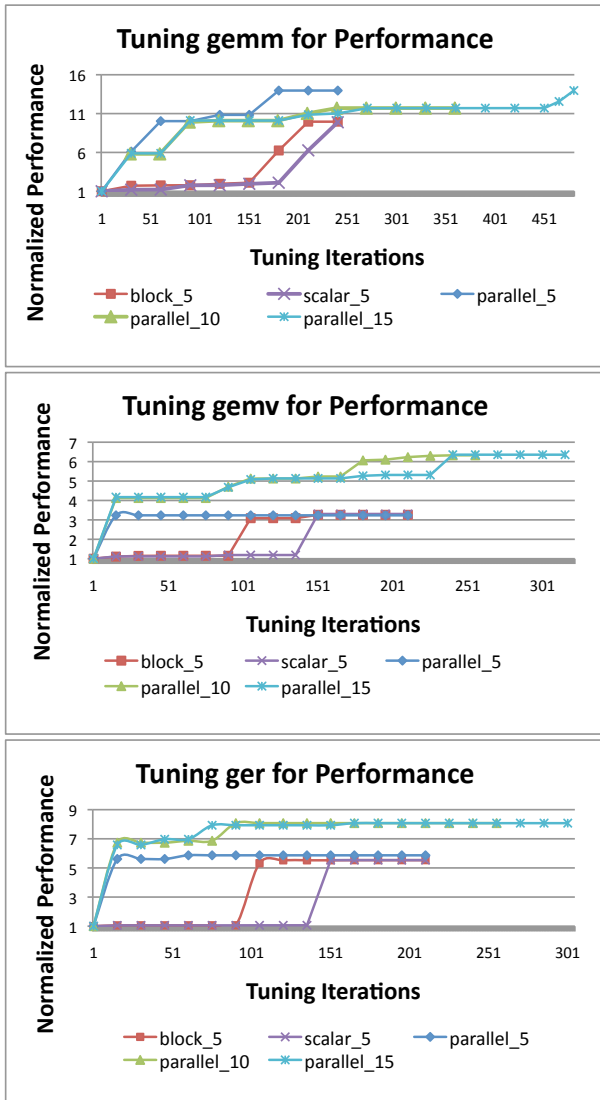 Tuning gemm for Performance
Normalized Performance
16
11
6
1
1 51 101 151 201 251 301 351 401 451
Tuning Iterations
block_5 scalar_5 parallel_5
parallel_10 parallel_15
Tuning gemv for Performance
Normalized Performance
7
6
5
4
3
2
1
1 51 101 151 201 251 301
Tuning Iterations
block_5 scalar_5 parallel_5
parallel_10 parallel_15
Tuning ger for Performance
Normalized Performance
9
7
5
3
1
1 51 101 151 201 251 301
Tuning Iterations
block_5 scalar_5 parallel_5
parallel_10 parallel_15